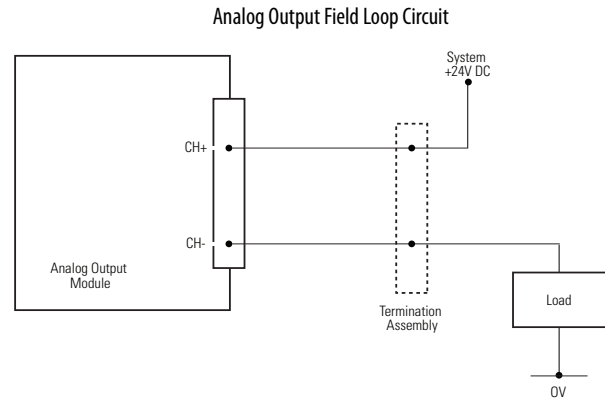 Analog Output Field Loop Circuit
System
+24V DC
CH+
CH-
Analog Output
Module
Termination
Assembly
Load
0V